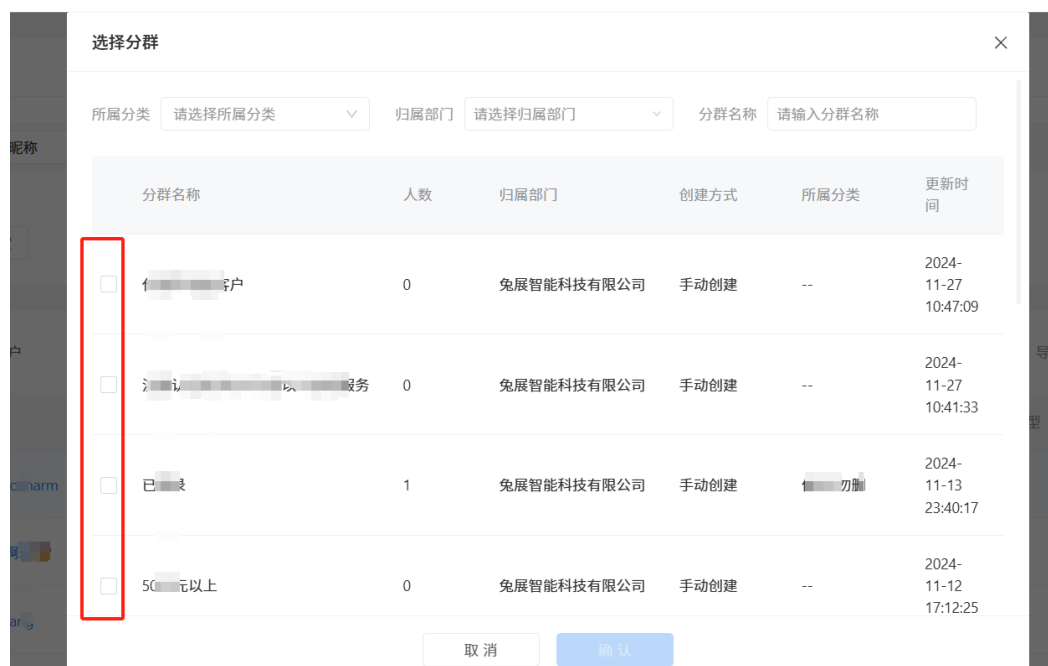 选择分群
所属分类 请选择所属分类 归属部门 请选择归属部门 分群名称 请输入分群名称
昵称
分群名称 人数 归属部门 创建方式 所属分类 更新时
间
客户 0 兔展智能科技有限公司 手动创建 -- 2024-
11-27
10:47:09
户 导
服务 0 兔展智能科技有限公司 手动创建 -- 2024-
11-27
10:41:33
型
已 录 1 兔展智能科技有限公司 手动创建 勿删 2024-
11-13
23:40:17
harm
50 元以上 0 兔展智能科技有限公司 手动创建 -- 2024-
11-12
17:12:25
取 消 确 认